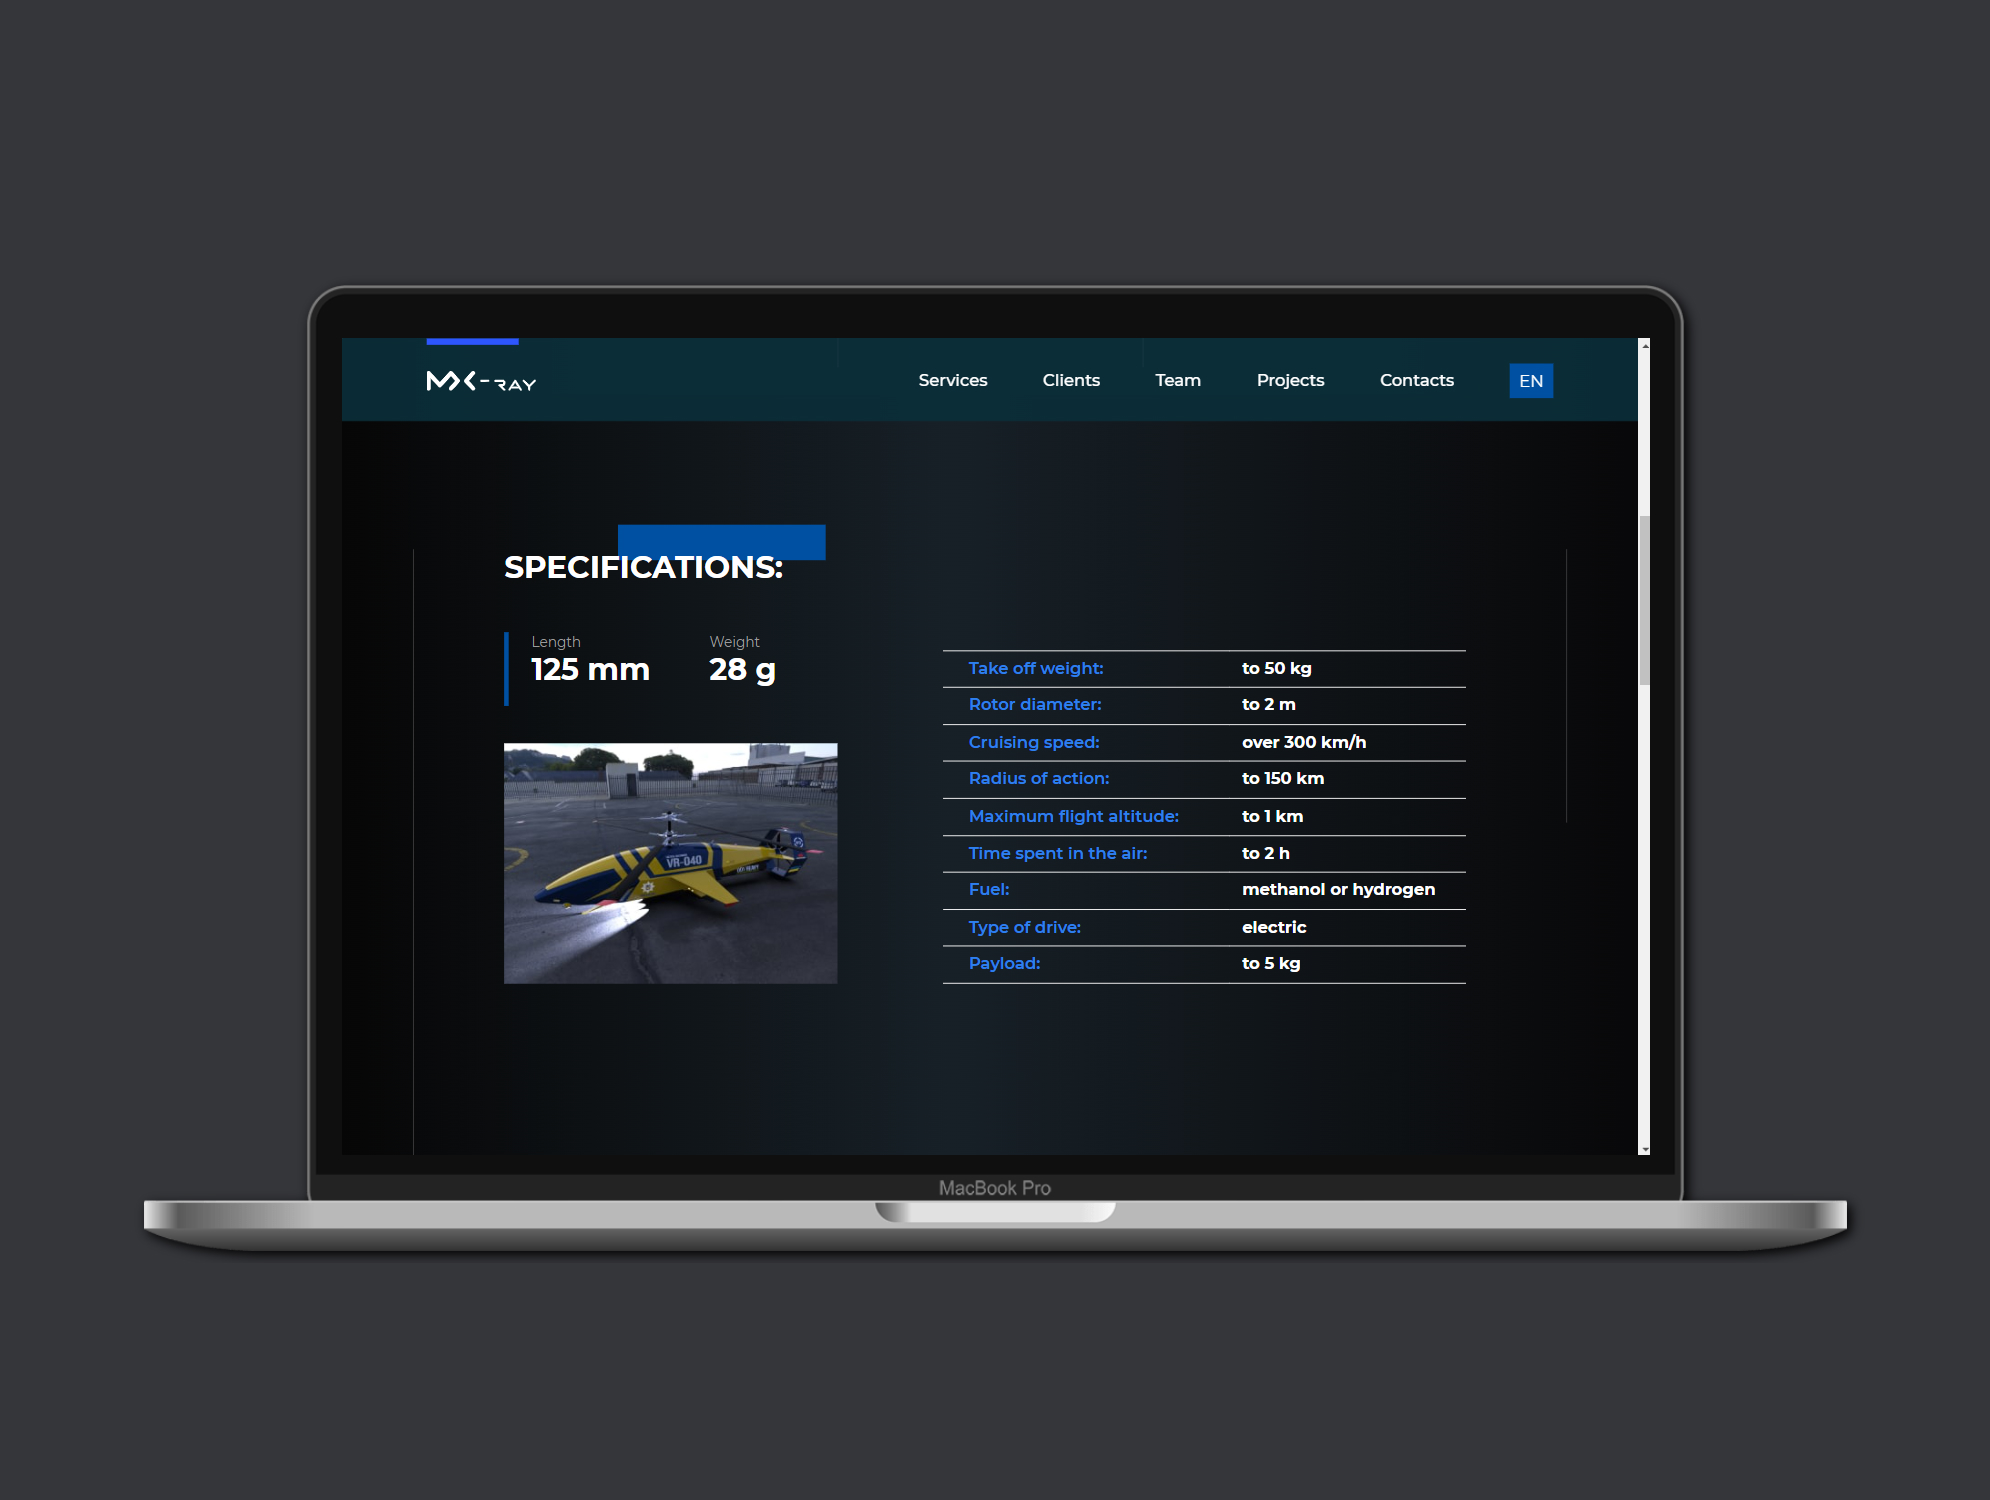 MX-RAY
Services Clients Team Projects Contacts EN
SPECIFICATIONS:
Length Weight
125 mm 28 g
Take off weight: to 50 kg
Rotor diameter: to 2 m
Cruising speed: over 300 km/h
Radius of action: to 150 km
Maximum flight altitude: to 1 km
Time spent in the air: to 2 h
Fuel: methanol or hydrogen
Type of drive: electric
Payload: to 5 kg
VR-040
MacBook Pro